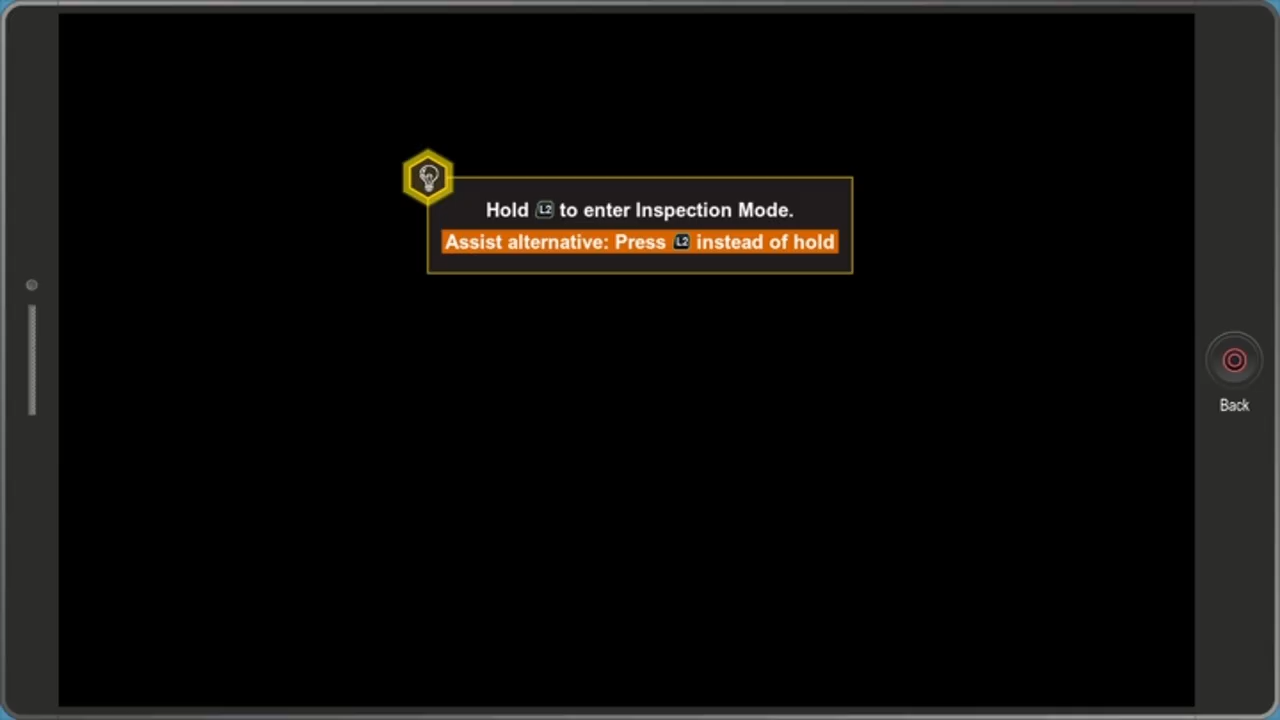 Hold L2 to enter Inspection Mode.
Assist alternative: Press L2 instead of hold
Back